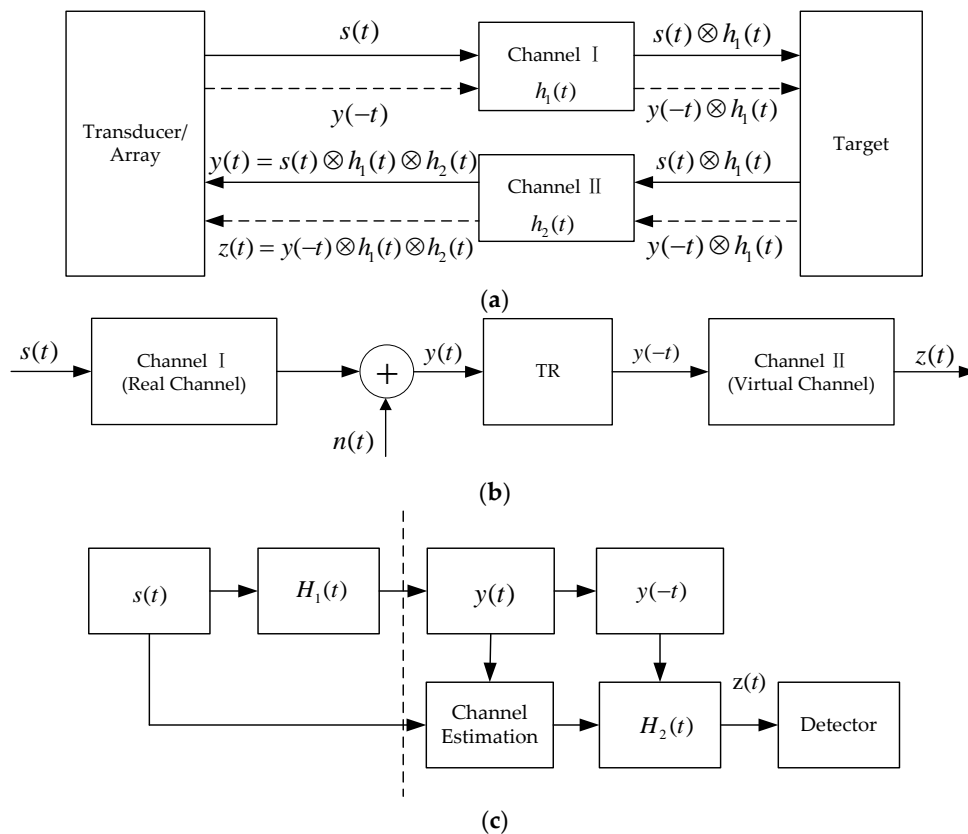 s(t)
Channel Ⅰ
h₁(t)
s(t)⊗h₁(t)
y(−t)
y(−t)⊗h₁(t)
Transducer/
Array
Target
y(t) = s(t)⊗h₁(t)⊗h₂(t)
Channel Ⅱ
h₂(t)
s(t)⊗h₁(t)
z(t) = y(−t)⊗h₁(t)⊗h₂(t)
y(−t)⊗h₁(t)
(a)
s(t)
Channel Ⅰ
(Real Channel)
+
n(t)
y(t)
TR
y(−t)
Channel Ⅱ
(Virtual Channel)
z(t)
(b)
s(t)
H₁(t)
y(t)
y(−t)
Channel
Estimation
H₂(t)
z(t)
Detector
(c)